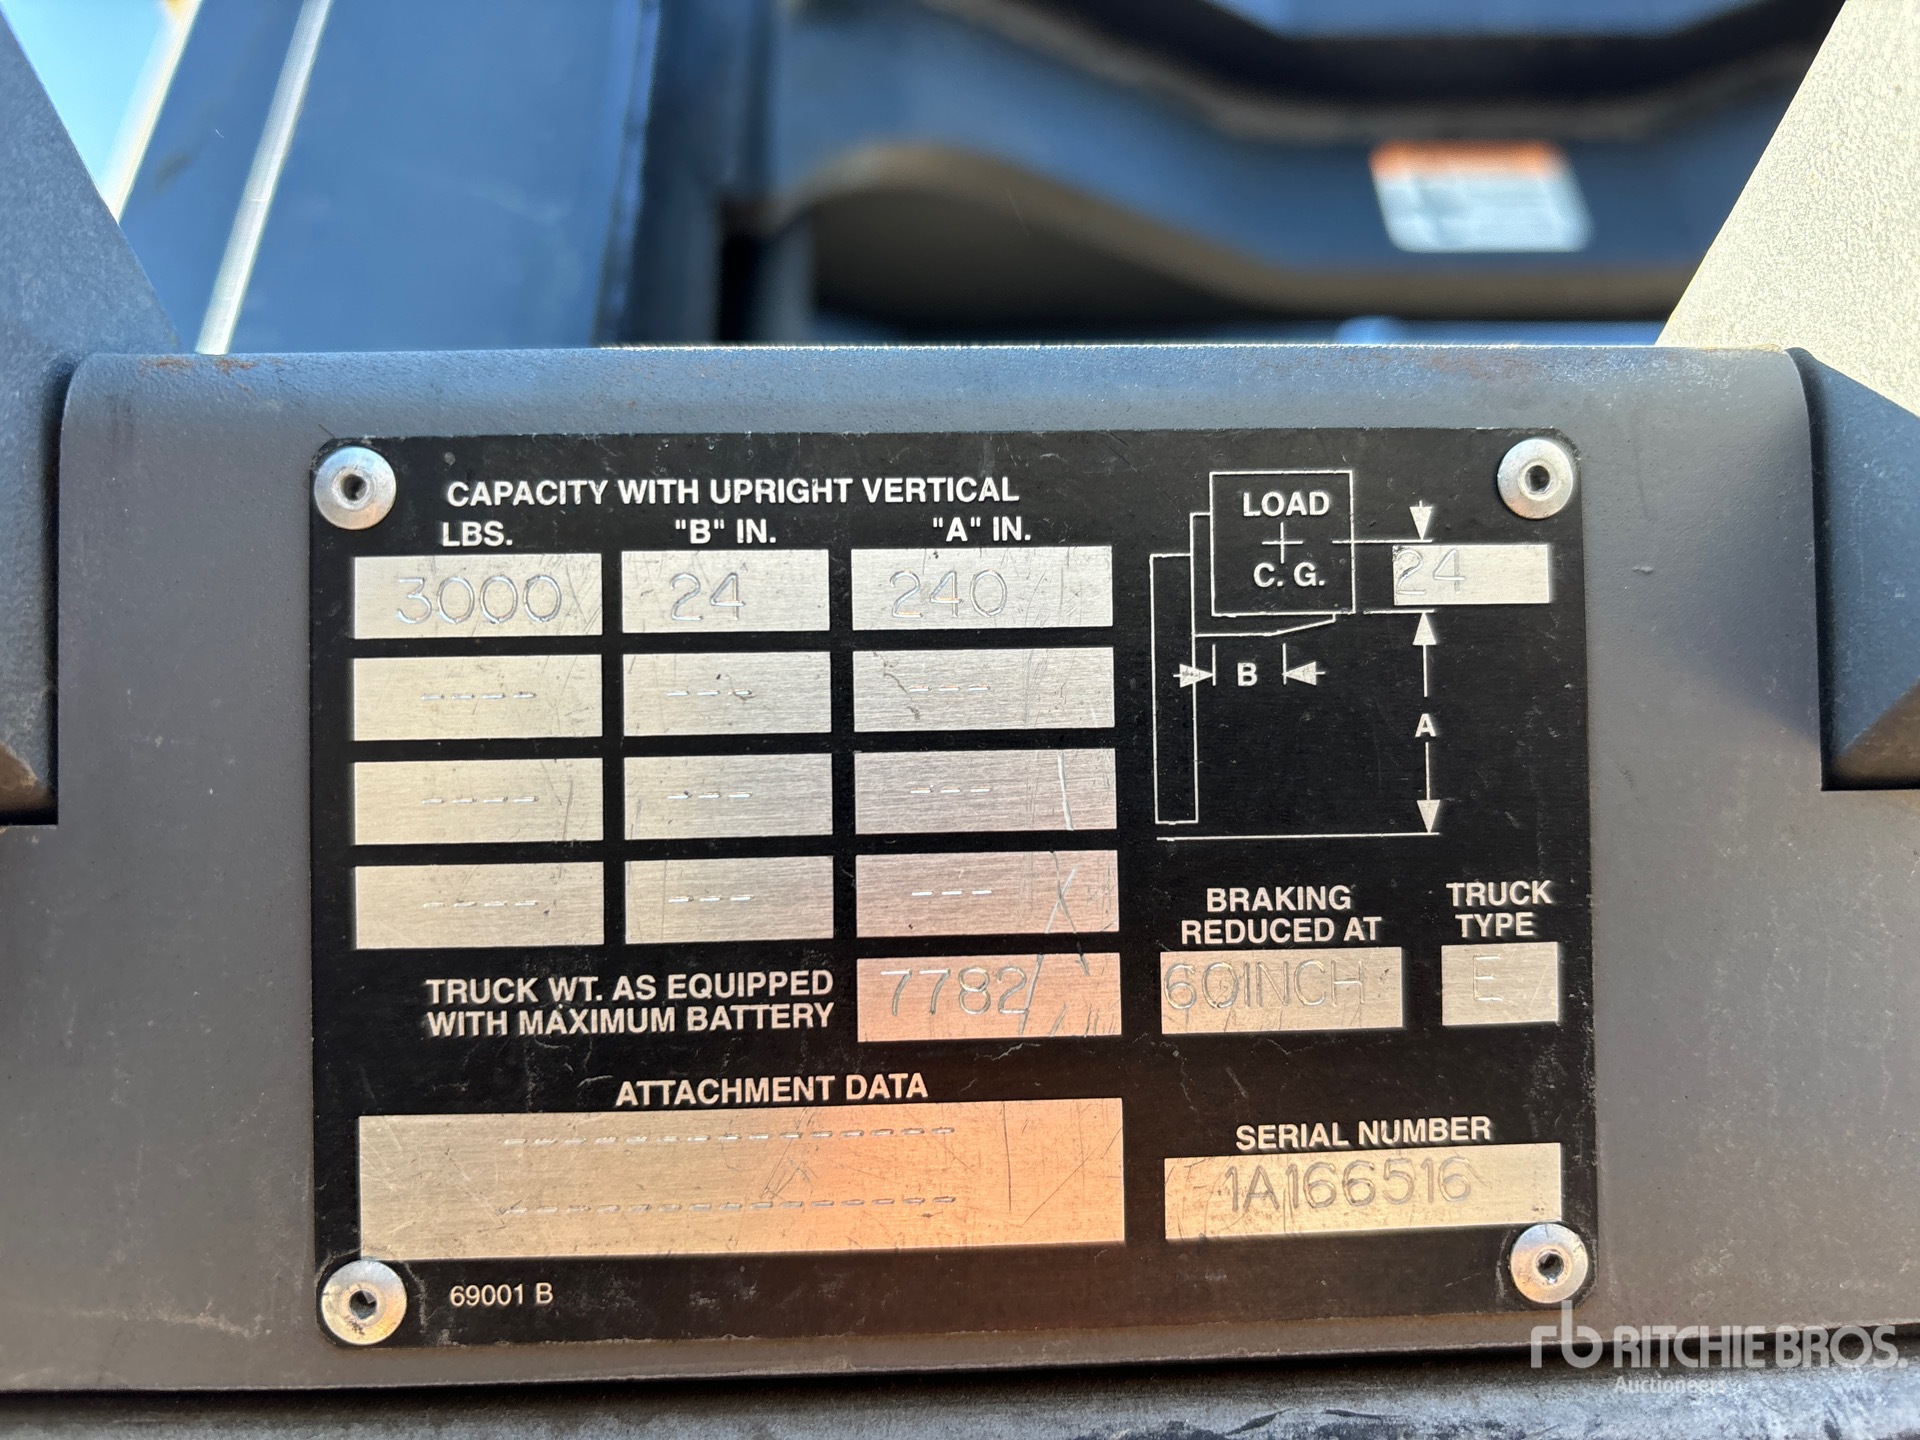 CAPACITY WITH UPRIGHT VERTICAL
LBS. "B" IN. "A" IN.
3000 24 240
---- --- ---
---- --- ---
---- --- ---
LOAD
C. G.
24
B
A
TRUCK WT. AS EQUIPPED
WITH MAXIMUM BATTERY
7782
BRAKING
REDUCED AT
60INCH
TRUCK
TYPE
E
ATTACHMENT DATA
----------------
----------------
SERIAL NUMBER
1A166516
69001 B
rb RITCHIE BROS.
Auctioneers